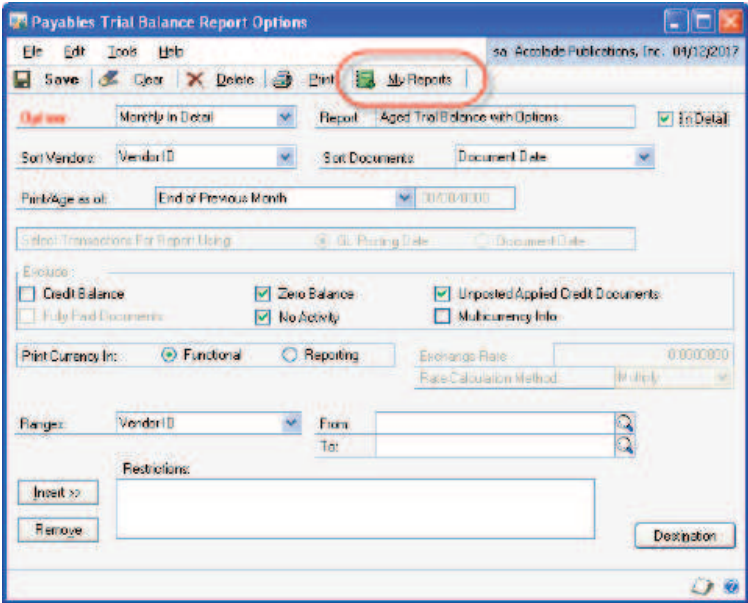 Payables Trial Balance Report Options
File Edit Tools Help sa Accolade Publications, Inc. 04/12/2017
Save Clear Delete Print My Reports
Option: Monthly In Detail Report Aged Trial Balance with Options In Detail
Sort Vendors: Vendor ID Sort Documents: Document Date
Print/Age as of: End of Previous Month 00/00/0000
Select Transactions For Report Using: GL Posting Date Document Date
Exclude:
Credit Balance Zero Balance Unposted Applied Credit Documents
Fully Paid Documents No Activity Multicurrency Info
Print Currency In: Functional Reporting Exchange Rate 0.0000000
Rate Calculation Method Multiply
Ranges: Vendor ID From:
To:
Restrictions:
Insert >>
Remove
Destination